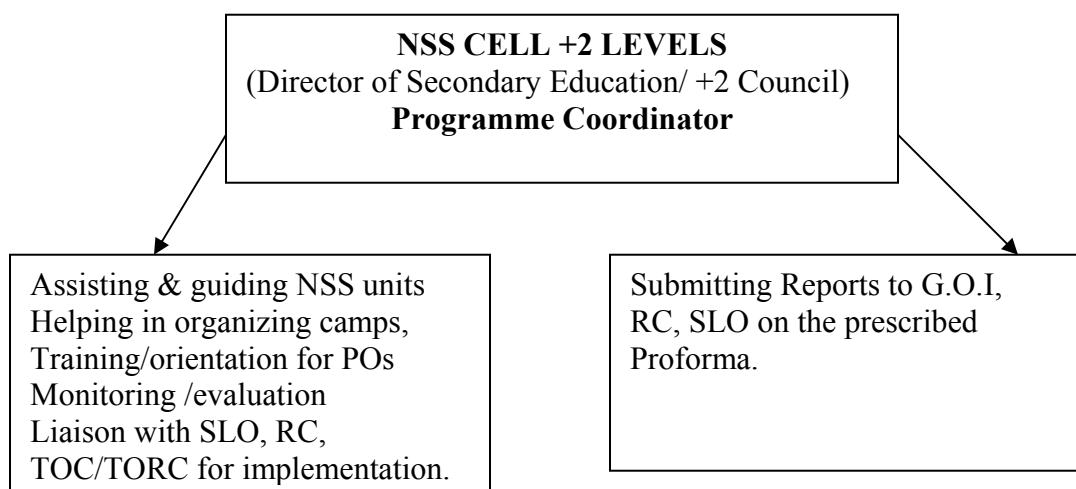 NSS CELL +2 LEVELS
(Director of Secondary Education/ +2 Council)
Programme Coordinator
Assisting & guiding NSS units
Helping in organizing camps,
Training/orientation for POs
Monitoring /evaluation
Liaison with SLO, RC,
TOC/TORC for implementation.
Submitting Reports to G.O.I,
RC, SLO on the prescribed
Proforma.